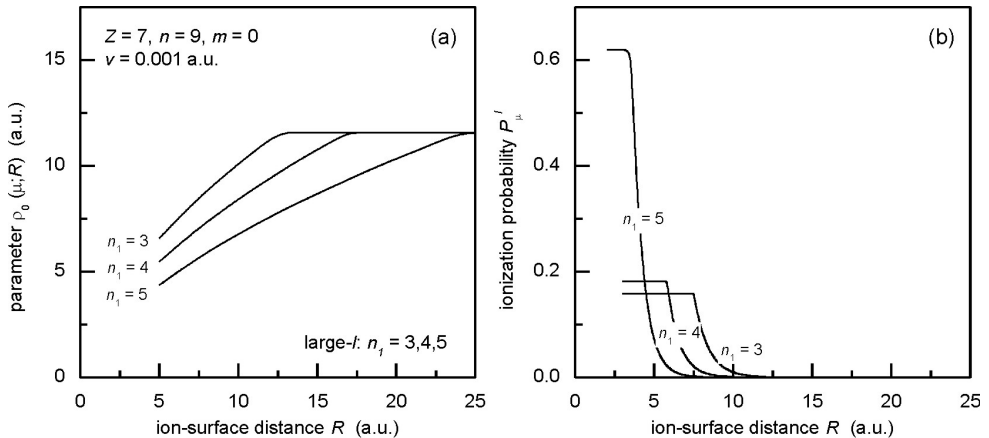 Z = 7, n = 9, m = 0
v = 0.001 a.u.
(a)
15
10
5
0
parameter ρ₀ (μ;R) (a.u.)
n₁ = 3
n₁ = 4
n₁ = 5
large-l: n₁ = 3,4,5
0 5 10 15 20 25
ion-surface distance R (a.u.)
(b)
0.6
0.4
0.2
0.0
ionization probability Pμᴵ
n₁ = 5
n₁ = 4
n₁ = 3
0 5 10 15 20 25
ion-surface distance R (a.u.)